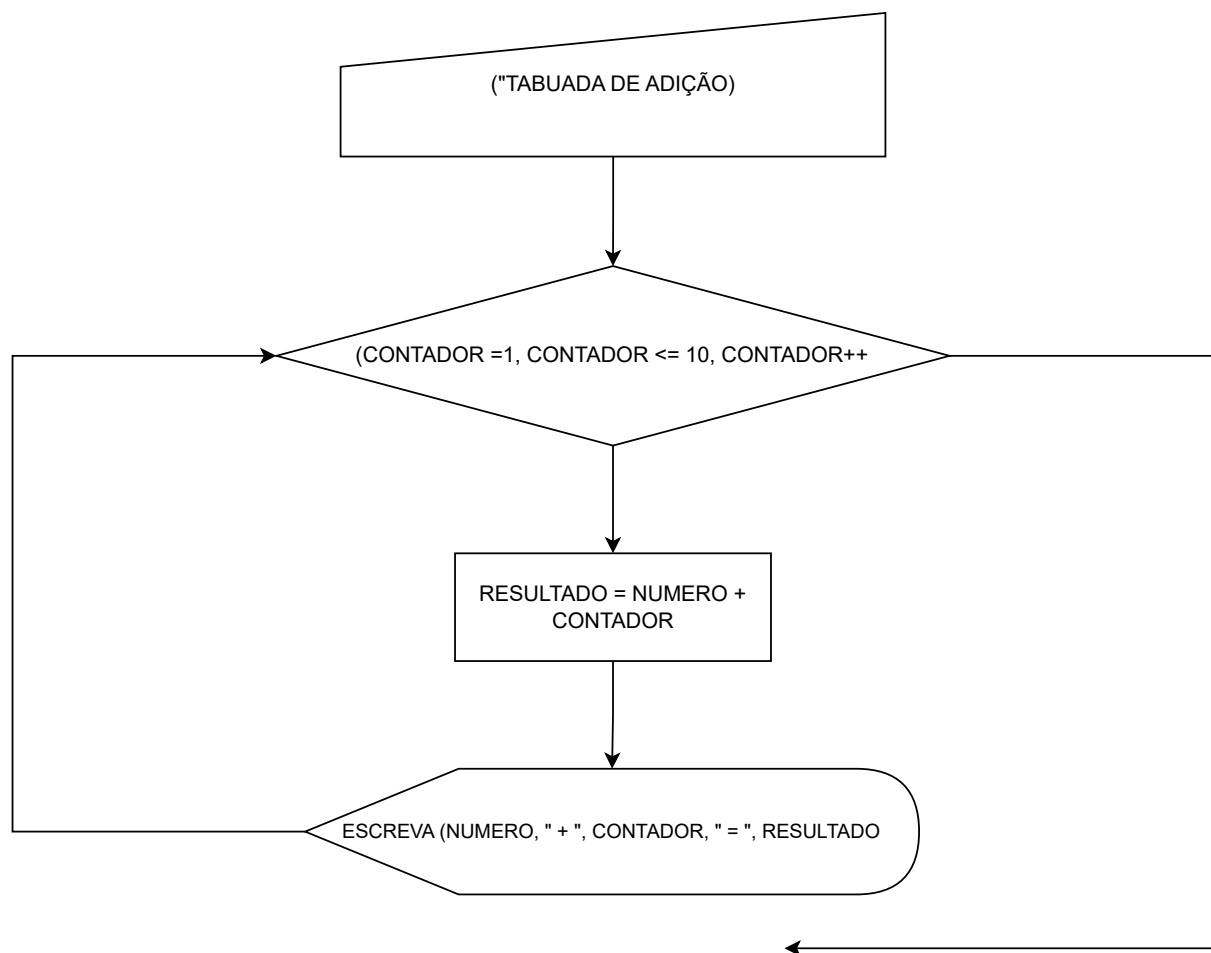 ("TABUADA DE ADIÇÃO)
(CONTADOR =1, CONTADOR <= 10, CONTADOR++
RESULTADO = NUMERO +
CONTADOR
ESCREVA (NUMERO, " + ", CONTADOR, " = ", RESULTADO